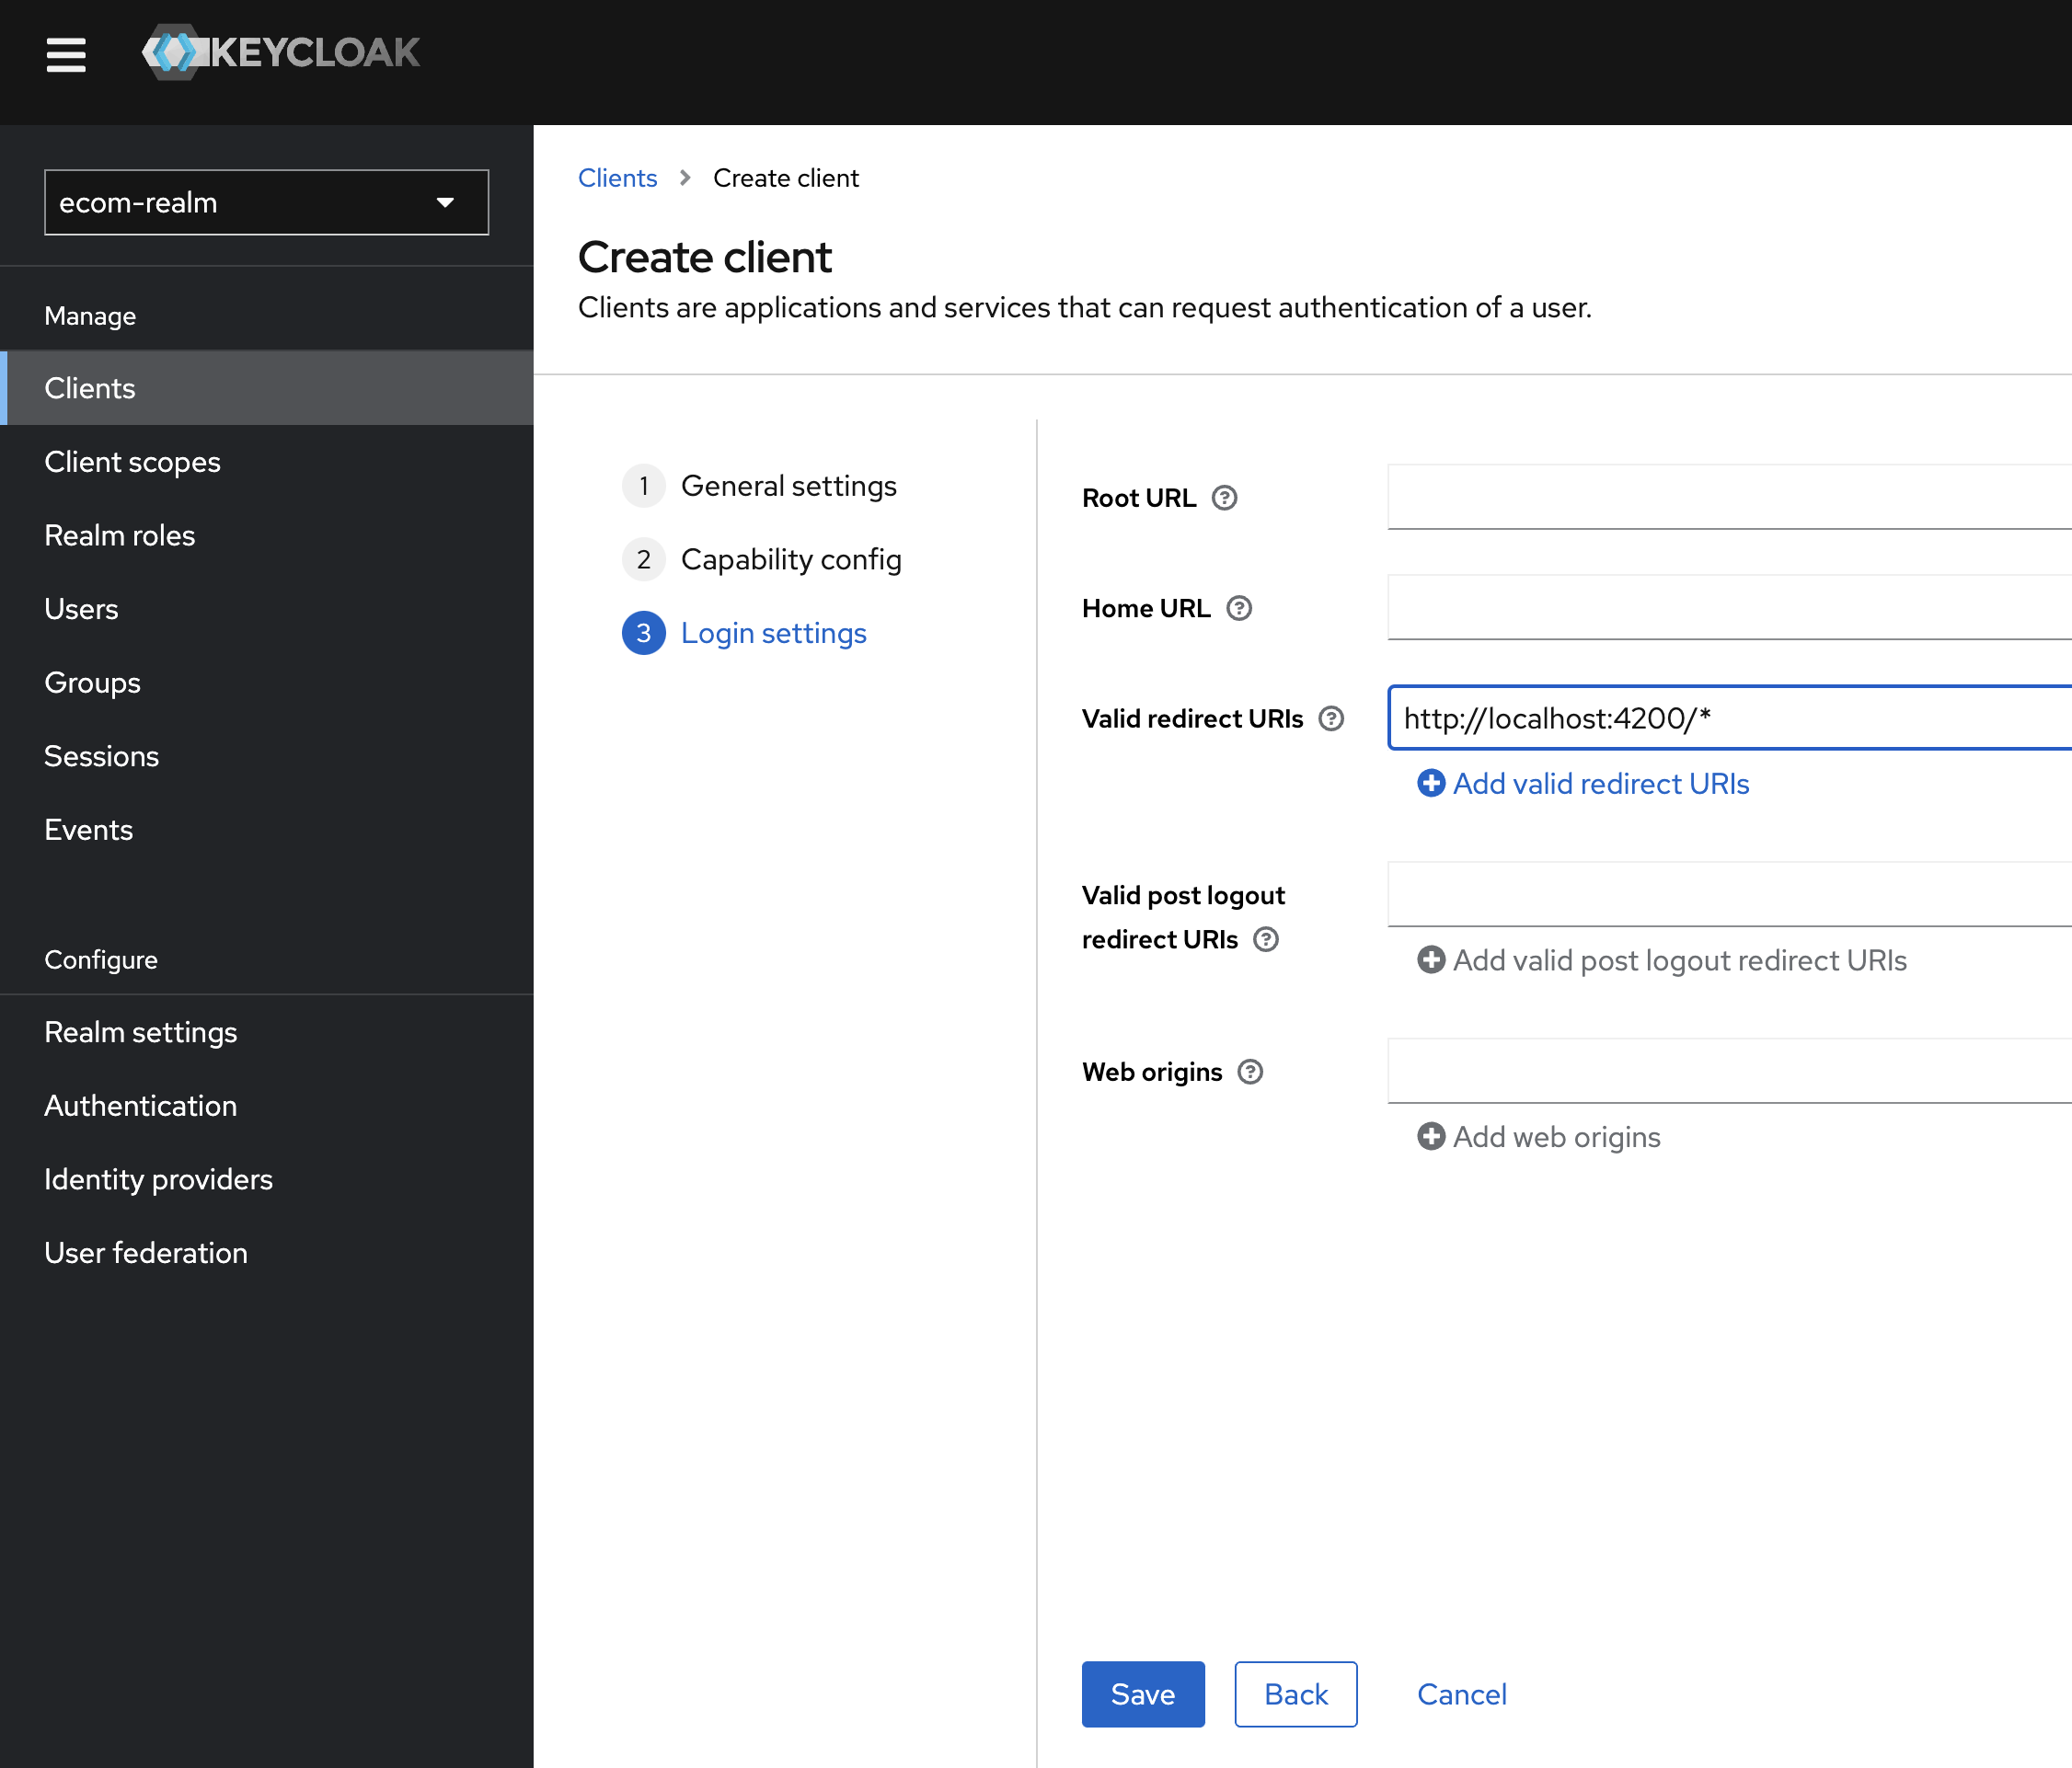 KEYCLOAK
ecom-realm
Manage
Clients
Client scopes
Realm roles
Users
Groups
Sessions
Events
Configure
Realm settings
Authentication
Identity providers
User federation
Clients > Create client
Create client
Clients are applications and services that can request authentication of a user.
1 General settings
2 Capability config
3 Login settings
Root URL
Home URL
Valid redirect URIs
http://localhost:4200/*
Add valid redirect URIs
Valid post logout
redirect URIs
Add valid post logout redirect URIs
Web origins
Add web origins
Save Back Cancel